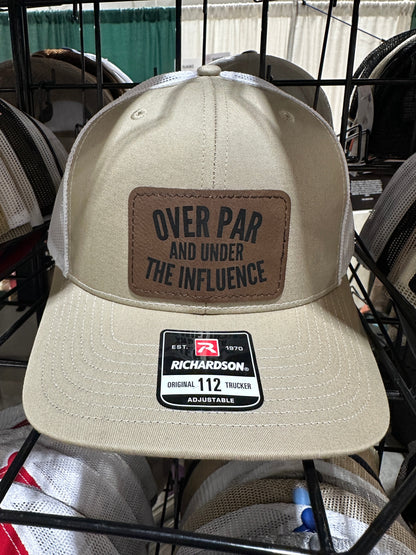 OVER PAR
AND UNDER
THE INFLUENCE
EST. R 1970
RICHARDSON®
ORIGINAL 112 TRUCKER
ADJUSTABLE